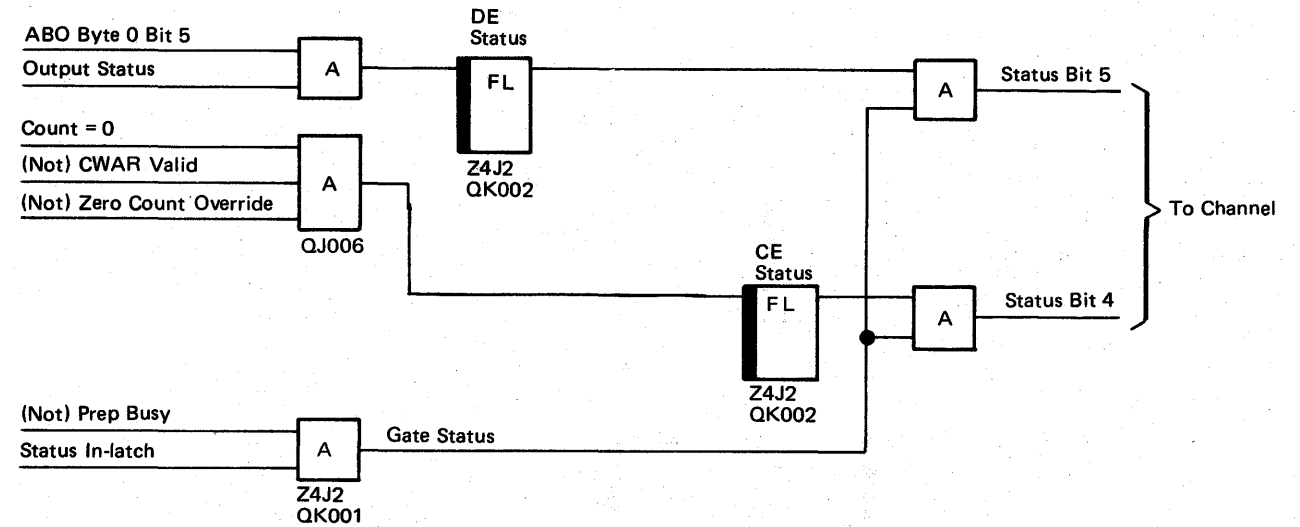 DE
Status
ABO Byte 0 Bit 5
Output Status
A
FL
Z4J2
QK002
A
Status Bit 5
Count = 0
(Not) CWAR Valid
(Not) Zero Count Override
A
QJ006
To Channel
CE
Status
FL
Z4J2
QK002
A
Status Bit 4
(Not) Prep Busy
Status In-latch
A
Gate Status
Z4J2
QK001